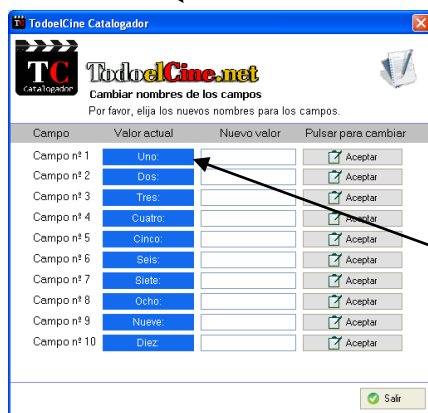 TodoelCine Catalogador
TC
Catalogador
TodoelCine.net
Cambiar nombres de los campos
Por favor, elija los nuevos nombres para los campos.
Campo Valor actual Nuevo valor Pulsar para cambiar
Campo nº 1 Uno: Aceptar
Campo nº 2 Dos: Aceptar
Campo nº 3 Tres: Aceptar
Campo nº 4 Cuatro: Aceptar
Campo nº 5 Cinco: Aceptar
Campo nº 6 Seis: Aceptar
Campo nº 7 Siete: Aceptar
Campo nº 8 Ocho: Aceptar
Campo nº 9 Nueve: Aceptar
Campo nº 10 Diez: Aceptar
Salir